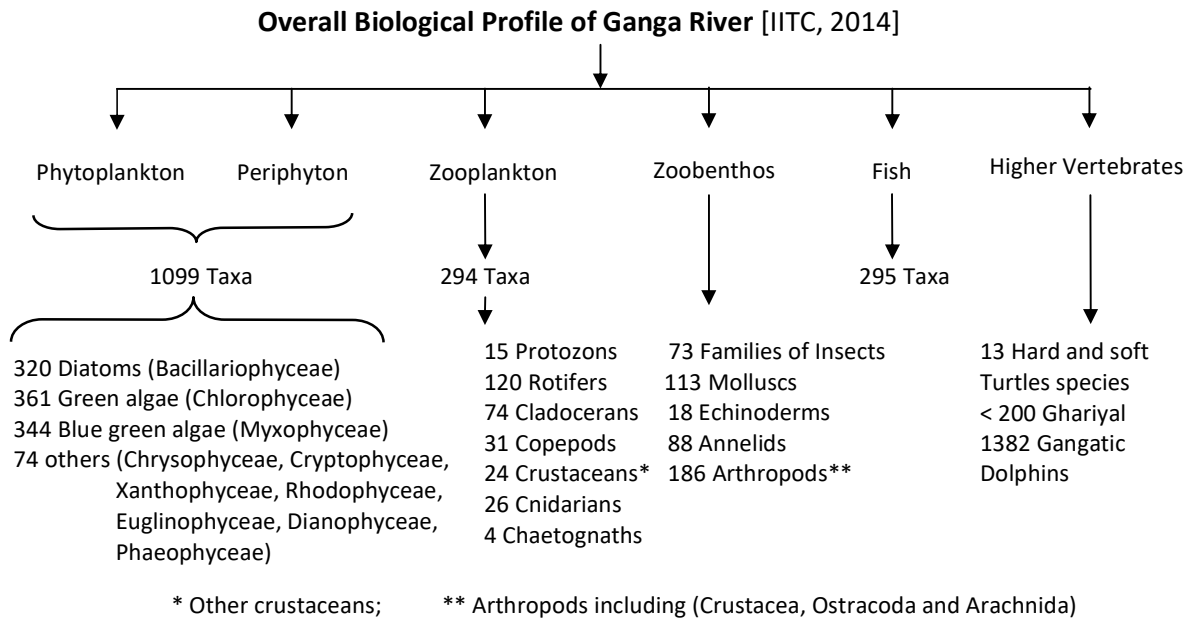 Overall Biological Profile of Ganga River [IITC, 2014]
Phytoplankton
Periphyton
Zooplankton
Zoobenthos
Fish
Higher Vertebrates
1099 Taxa
294 Taxa
295 Taxa
320 Diatoms (Bacillariophyceae)
361 Green algae (Chlorophyceae)
344 Blue green algae (Myxophyceae)
74 others (Chrysophyceae, Cryptophyceae,
Xanthophyceae, Rhodophyceae,
Euglinophyceae, Dianophyceae,
Phaeophyceae)
15 Protozons
120 Rotifers
74 Cladocerans
31 Copepods
24 Crustaceans*
26 Cnidarians
4 Chaetognaths
73 Families of Insects
113 Molluscs
18 Echinoderms
88 Annelids
186 Arthropods**
13 Hard and soft
Turtles species
< 200 Ghariyal
1382 Gangatic
Dolphins
* Other crustaceans; ** Arthropods including (Crustacea, Ostracoda and Arachnida)